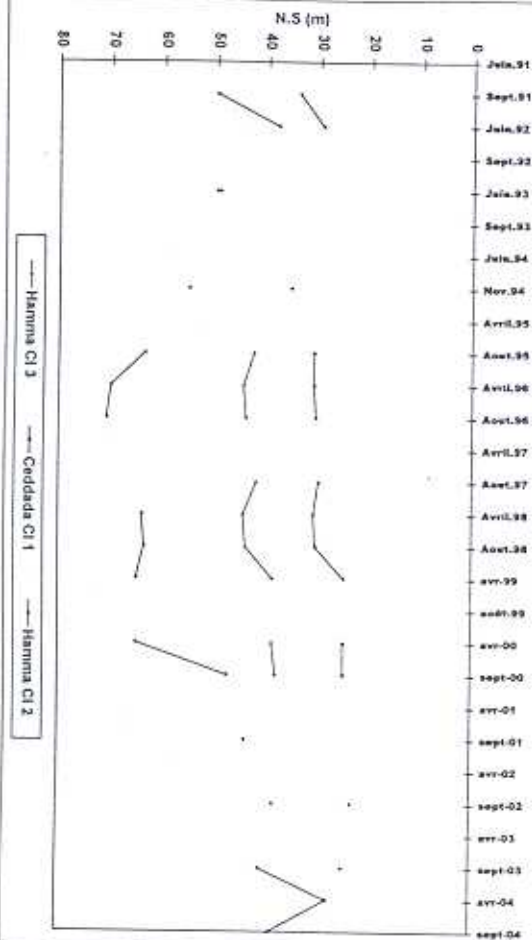 N.S (m)
80 70 60 50 40 30 20 10 0
Juin.91
Sept.91
Juin.92
Sept.92
Juin.93
Sept.93
Juin.94
Nov.94
Avril.95
Aout.95
Avril.96
Aout.96
Avril.97
Aout.97
Avril.98
Aout.98
avr-99
août-99
avr-00
sept-00
avr-01
sept-01
avr-02
sept-02
avr-03
sept-03
avr-04
sept-04
Hamma CI 3 Ceddada CI 1 Hamma CI 2